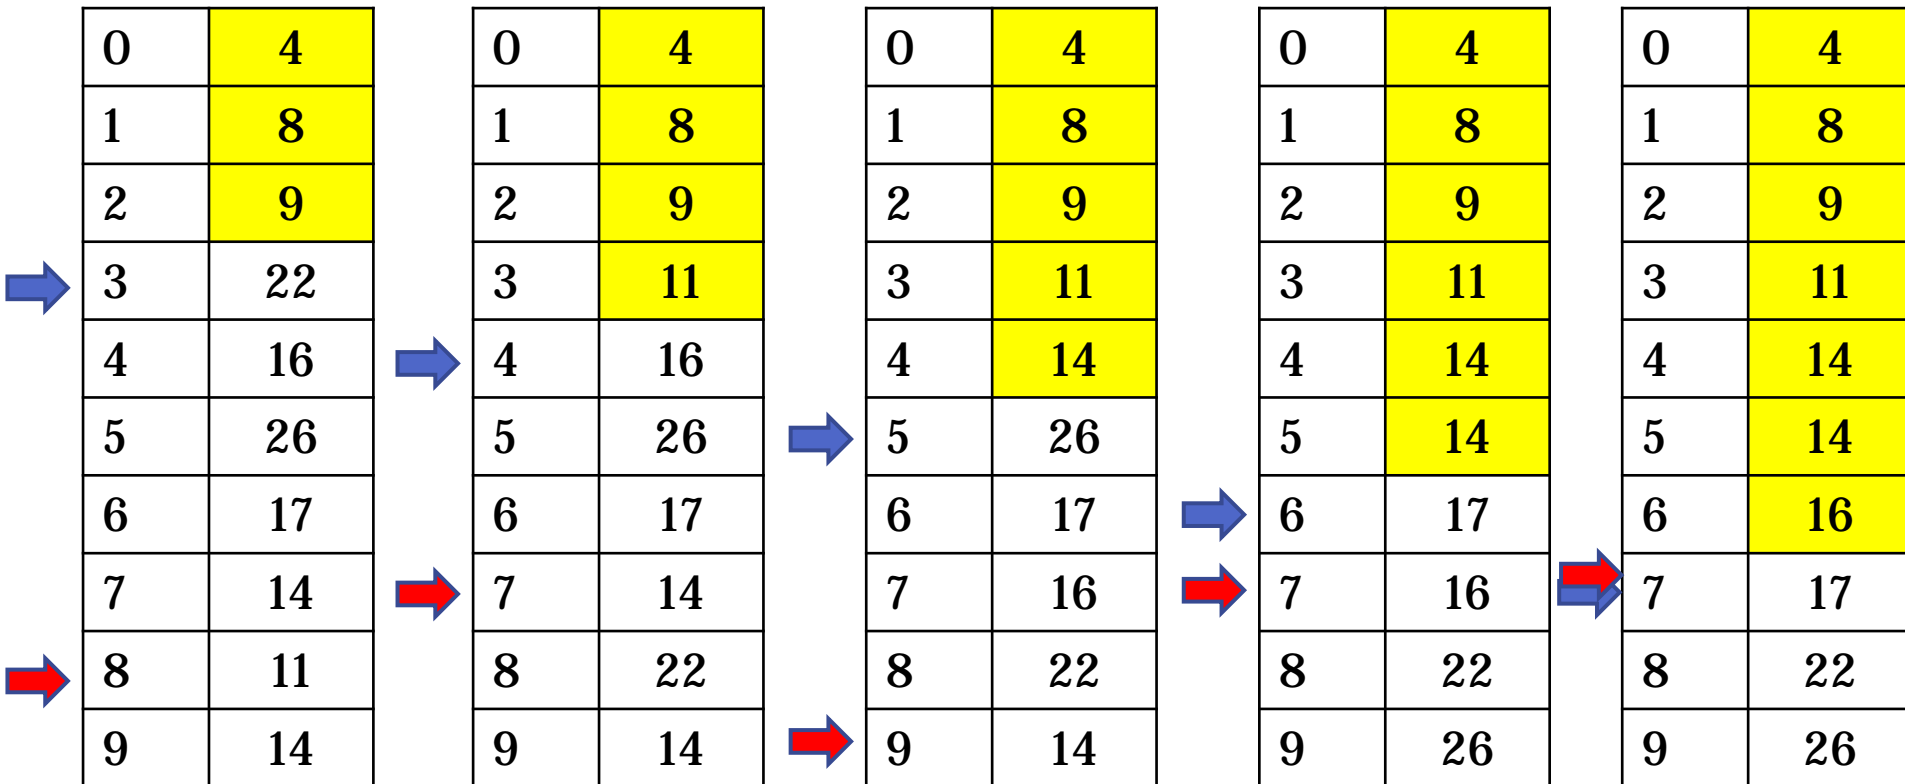 0 4 0 4 0 4 0 4 0 4
1 8 1 8 1 8 1 8 1 8
2 9 2 9 2 9 2 9 2 9
3 22 3 11 3 11 3 11 3 11
4 16 4 16 4 14 4 14 4 14
5 26 5 26 5 26 5 14 5 14
6 17 6 17 6 17 6 17 6 16
7 14 7 14 7 16 7 16 7 17
8 11 8 22 8 22 8 22 8 22
9 14 9 14 9 14 9 26 9 26